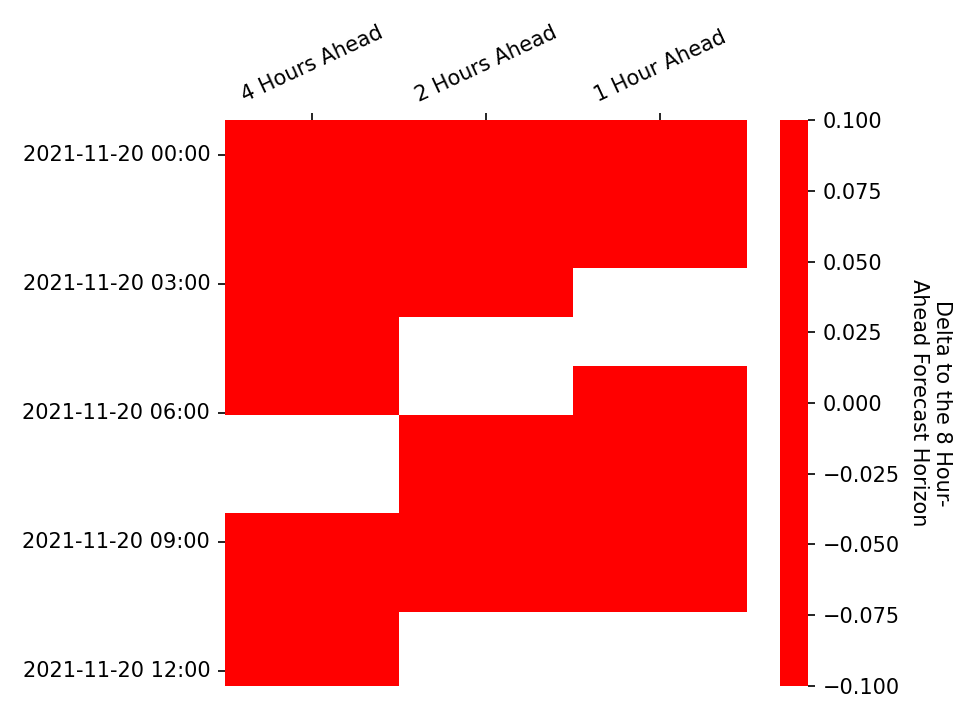 4 Hours Ahead
2 Hours Ahead
1 Hour Ahead
2021-11-20 00:00
2021-11-20 03:00
2021-11-20 06:00
2021-11-20 09:00
2021-11-20 12:00
0.100
0.075
0.050
0.025
0.000
−0.025
−0.050
−0.075
−0.100
Delta to the 8 Hour-
Ahead Forecast Horizon